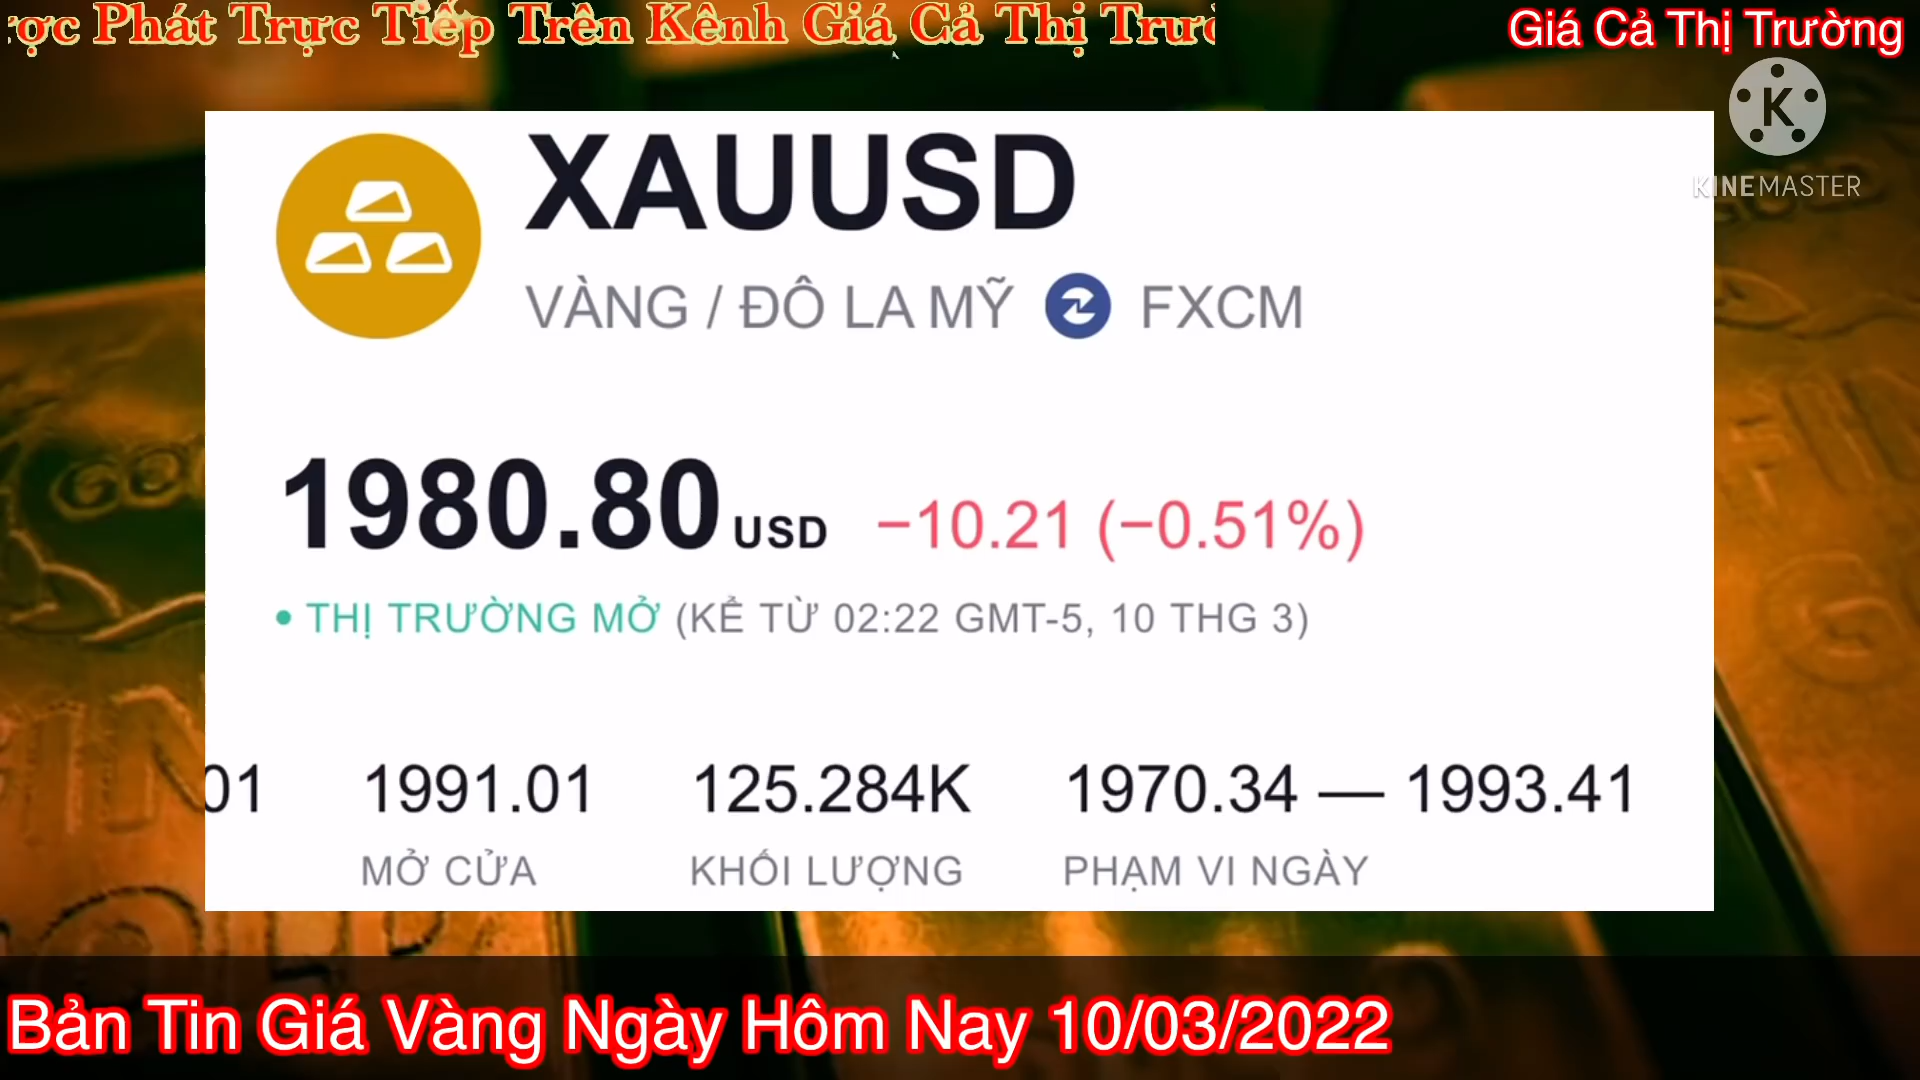 Phát Trực Tiếp Trên Kênh Giá Cả Thị
Giá Cả Thị Trường
K
KINEMASTER
XAUUSD
VÀNG / ĐÔ LA MỸ FXCM
1980.80 USD −10.21 (−0.51%)
• THỊ TRƯỜNG MỞ (KỂ TỪ 02:22 GMT-5, 10 THG 3)
01 1991.01 125.284K 1970.34 — 1993.41
MỞ CỬA KHỐI LƯỢNG PHẠM VI NGÀY
Bản Tin Giá Vàng Ngày Hôm Nay 10/03/2022